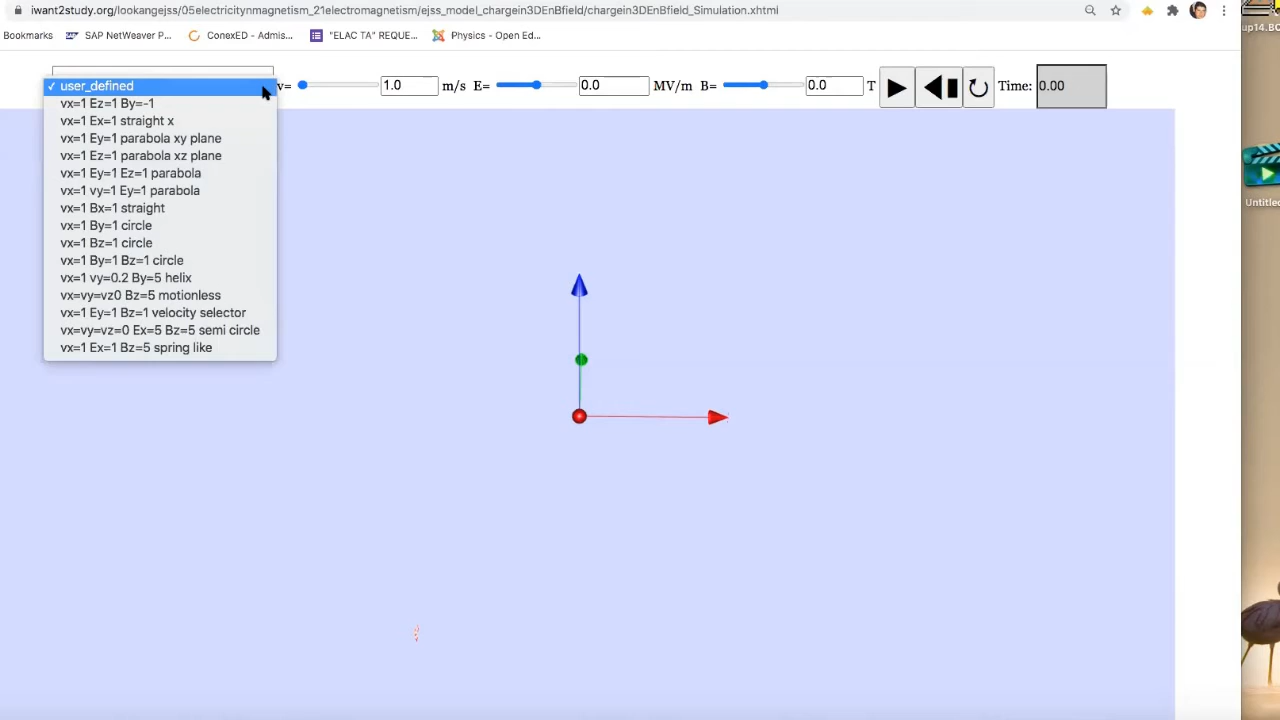 iwant2study.org/lookangejss/05electricitynmagnetism_21electromagnetism/ejss_model_chargein3DEnBfield/chargein3DEnBfield_Simulation.xhtml
Bookmarks SAP NetWeaver P... ConexED - Admis... "ELAC TA" REQUE... Physics - Open Ed...
up14.BC
✓ user_defined v= 1.0 m/s E= 0.0 MV/m B= 0.0 T Time: 0.00
vx=1 Ez=1 By=-1
vx=1 Ex=1 straight x
vx=1 Ey=1 parabola xy plane
vx=1 Ez=1 parabola xz plane
vx=1 Ey=1 Ez=1 parabola
vx=1 vy=1 Ey=1 parabola
vx=1 Bx=1 straight
vx=1 By=1 circle
vx=1 Bz=1 circle
vx=1 By=1 Bz=1 circle
vx=1 vy=0.2 By=5 helix
vx=vy=vz0 Bz=5 motionless
vx=1 Ey=1 Bz=1 velocity selector
vx=vy=vz=0 Ex=5 Bz=5 semi circle
vx=1 Ex=1 Bz=5 spring like
Untitled